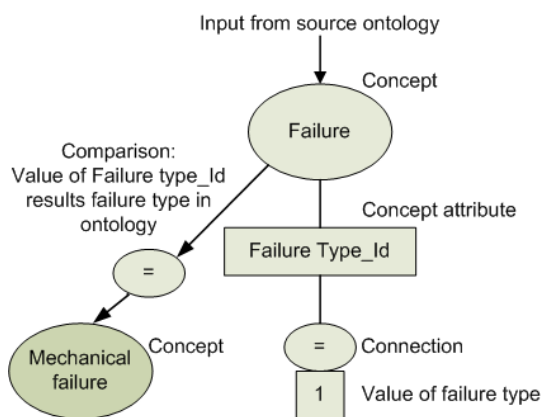 Input from source ontology
Concept
Failure
Comparison:
Value of Failure type_Id
results failure type in
ontology
Concept attribute
Failure Type_Id
=
Mechanical
failure
Concept
=
Connection
1
Value of failure type